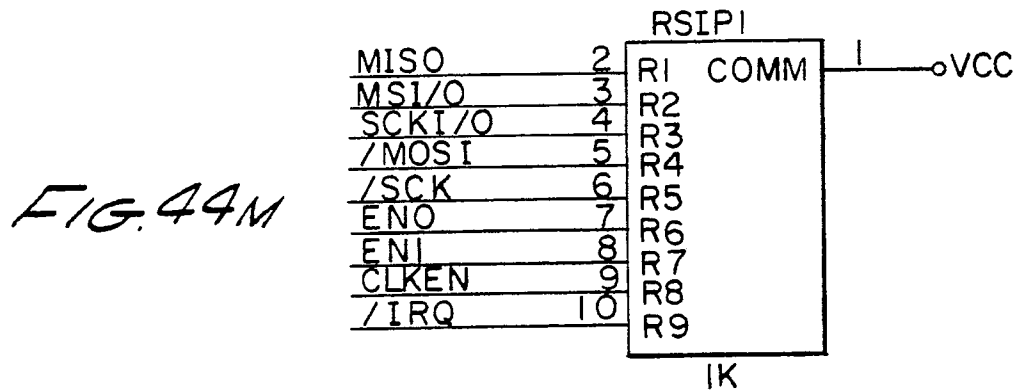 RSIP1
MISO 2 R1 COMM 1 VCC
MSI/O 3 R2
SCKI/O 4 R3
/MOSI 5 R4
/SCK 6 R5
FIG. 44M
EN0 7 R6
EN1 8 R7
CLKEN 9 R8
/IRQ 10 R9
1K